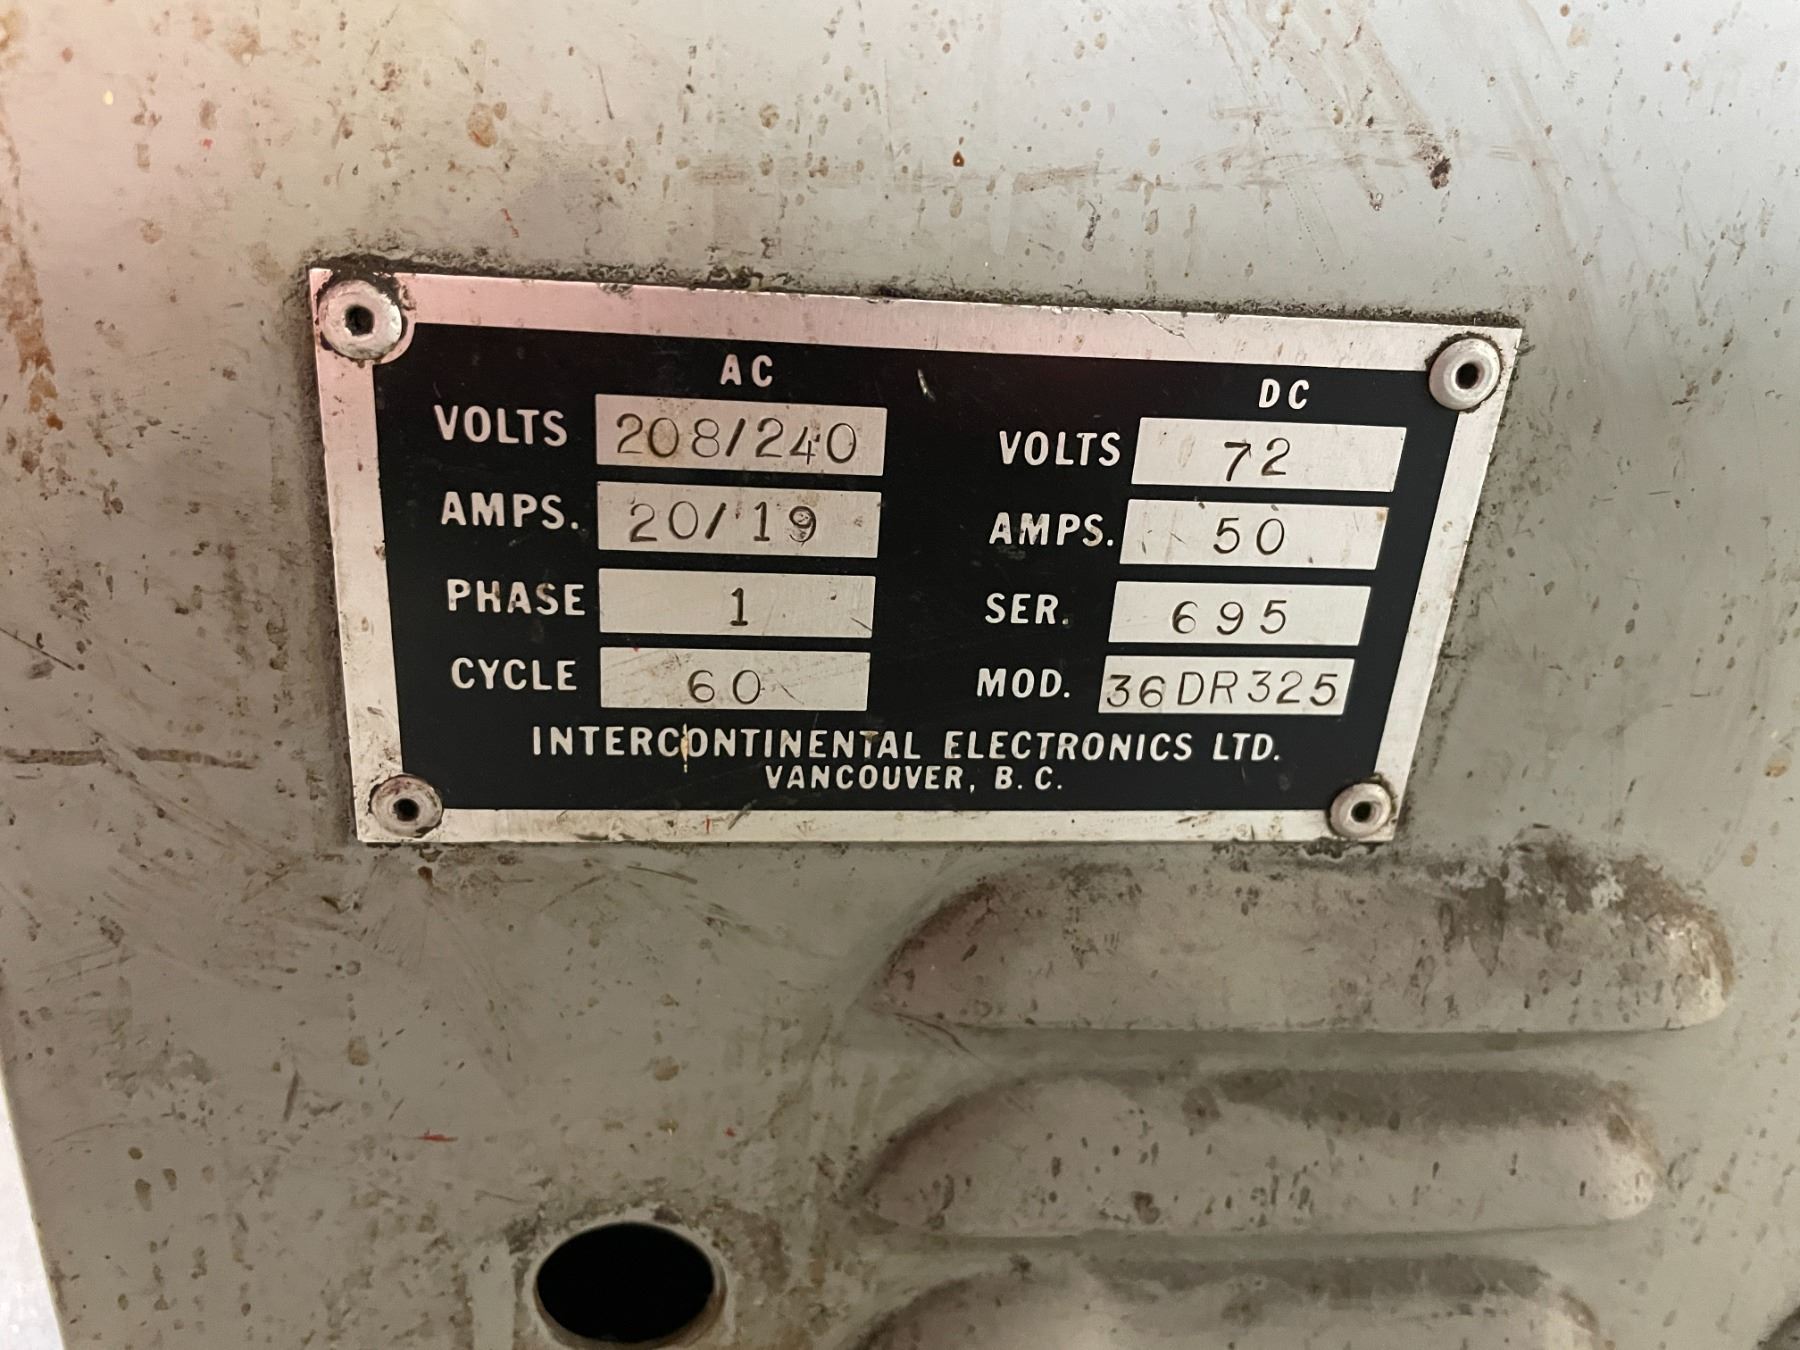 AC DC
VOLTS 208/240 VOLTS 72
AMPS. 20/19 AMPS. 50
PHASE 1 SER. 695
CYCLE 60 MOD. 36DR325
INTERCONTINENTAL ELECTRONICS LTD.
VANCOUVER, B. C.